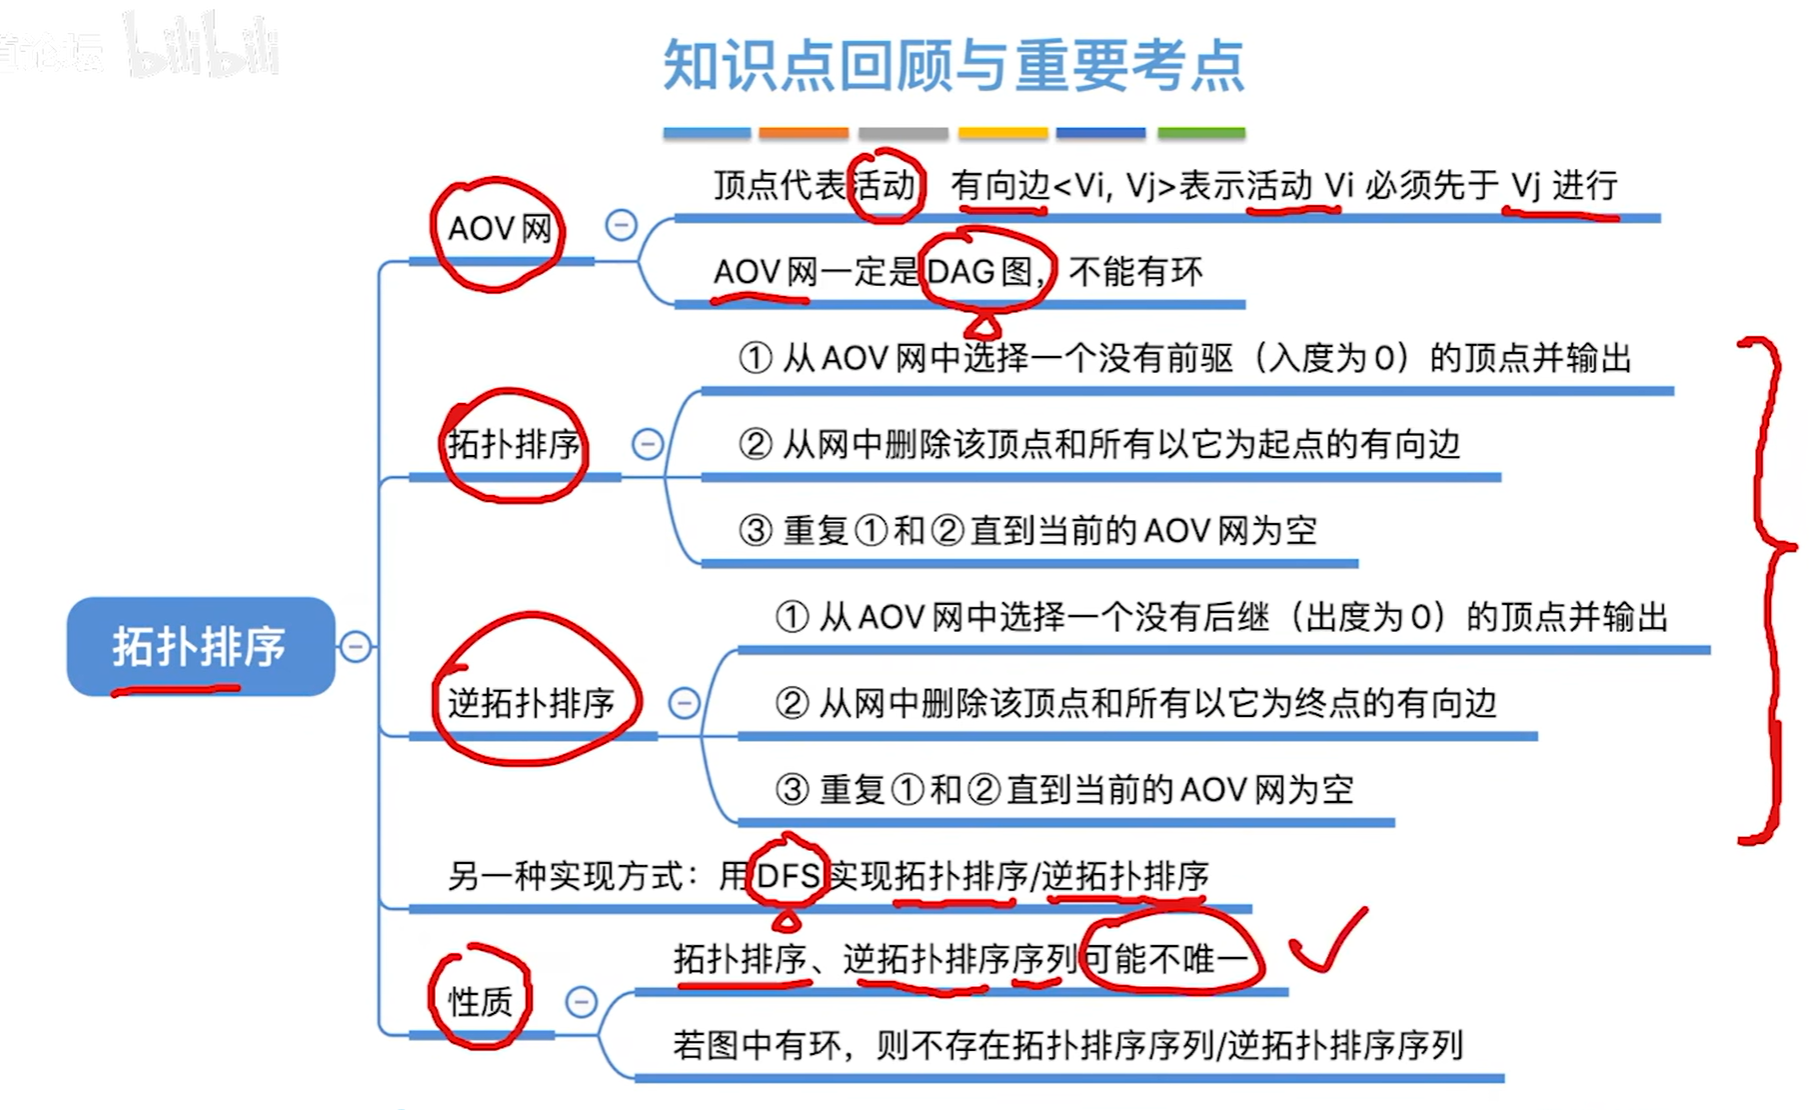 bilibili
知识点回顾与重要考点
顶点代表活动 有向边<Vi, Vj>表示活动 Vi 必须先于 Vj 进行
AOV网
AOV网一定是DAG图，不能有环
① 从AOV网中选择一个没有前驱（入度为0）的顶点并输出
拓扑排序
② 从网中删除该顶点和所有以它为起点的有向边
③ 重复①和②直到当前的AOV网为空
拓扑排序
① 从AOV网中选择一个没有后继（出度为0）的顶点并输出
逆拓扑排序
② 从网中删除该顶点和所有以它为终点的有向边
③ 重复①和②直到当前的AOV网为空
另一种实现方式：用DFS实现拓扑排序/逆拓扑排序
拓扑排序、逆拓扑排序序列可能不唯一
性质
若图中有环，则不存在拓扑排序序列/逆拓扑排序序列